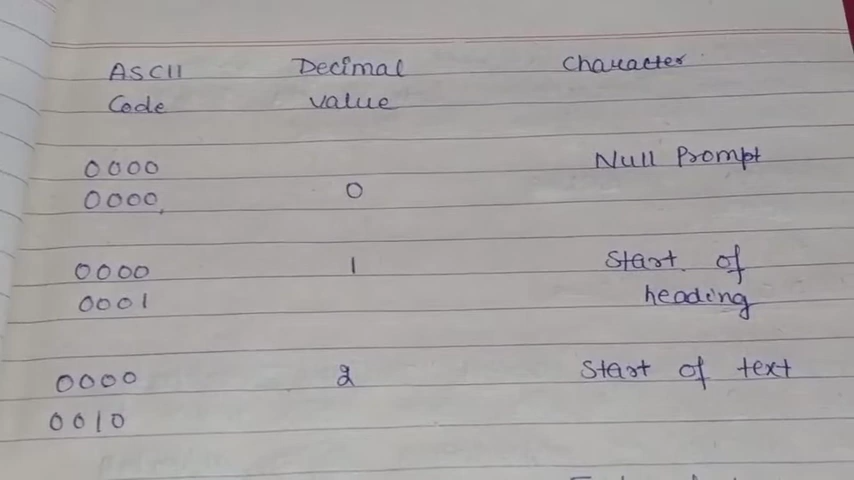 ASCII Decimal Character
Code value
0000 Null Prompt
0000, 0
0000 1 Start of
0001 heading
0000 2 Start of text
0010